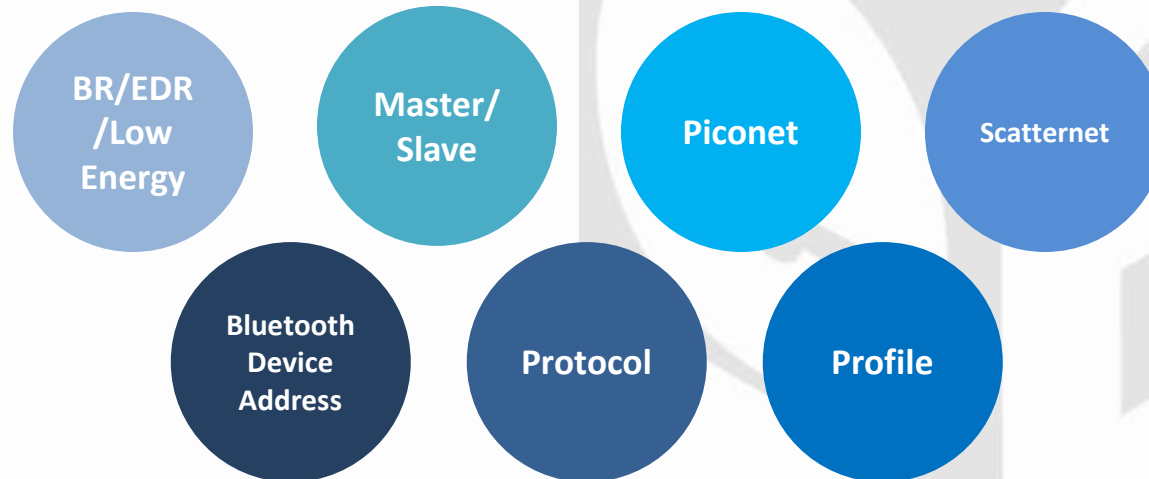 BR/EDR
/Low
Energy
Master/
Slave
Piconet
Scatternet
Bluetooth
Device
Address
Protocol
Profile